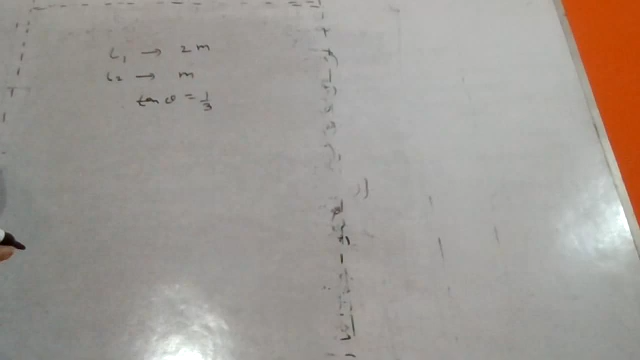 L₁ → 2m
L₂ → m
tan θ = 1/3